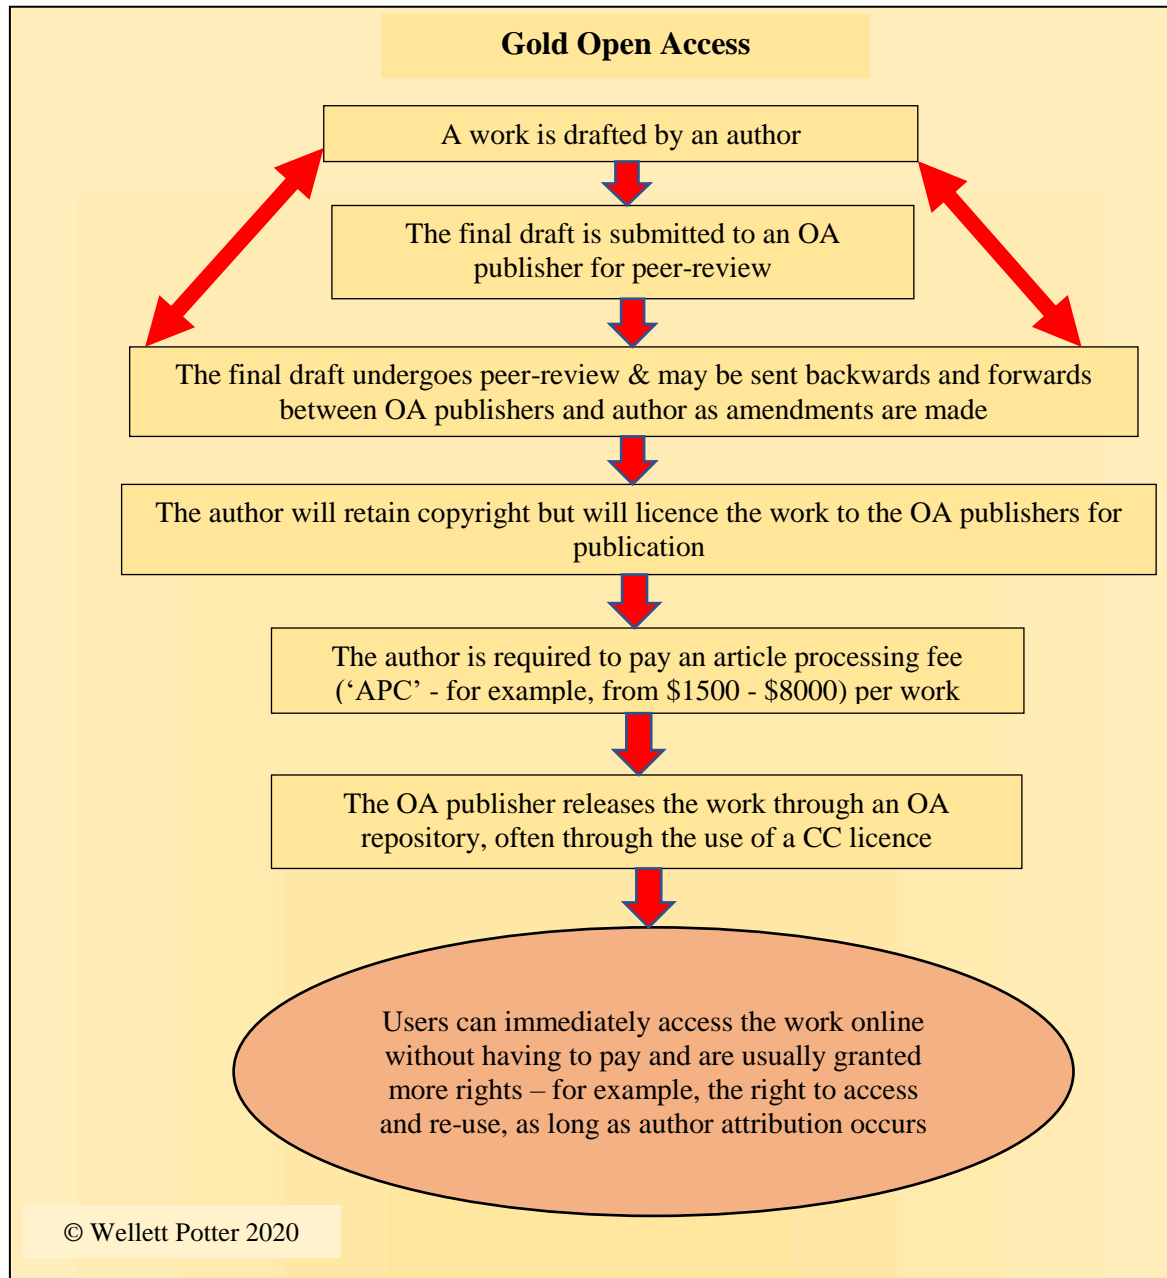 Gold Open Access
A work is drafted by an author
The final draft is submitted to an OA
publisher for peer-review
The final draft undergoes peer-review & may be sent backwards and forwards
between OA publishers and author as amendments are made
The author will retain copyright but will licence the work to the OA publishers for
publication
The author is required to pay an article processing fee
(‘APC’ - for example, from $1500 - $8000) per work
The OA publisher releases the work through an OA
repository, often through the use of a CC licence
Users can immediately access the work online
without having to pay and are usually granted
more rights – for example, the right to access
and re-use, as long as author attribution occurs
© Wellett Potter 2020